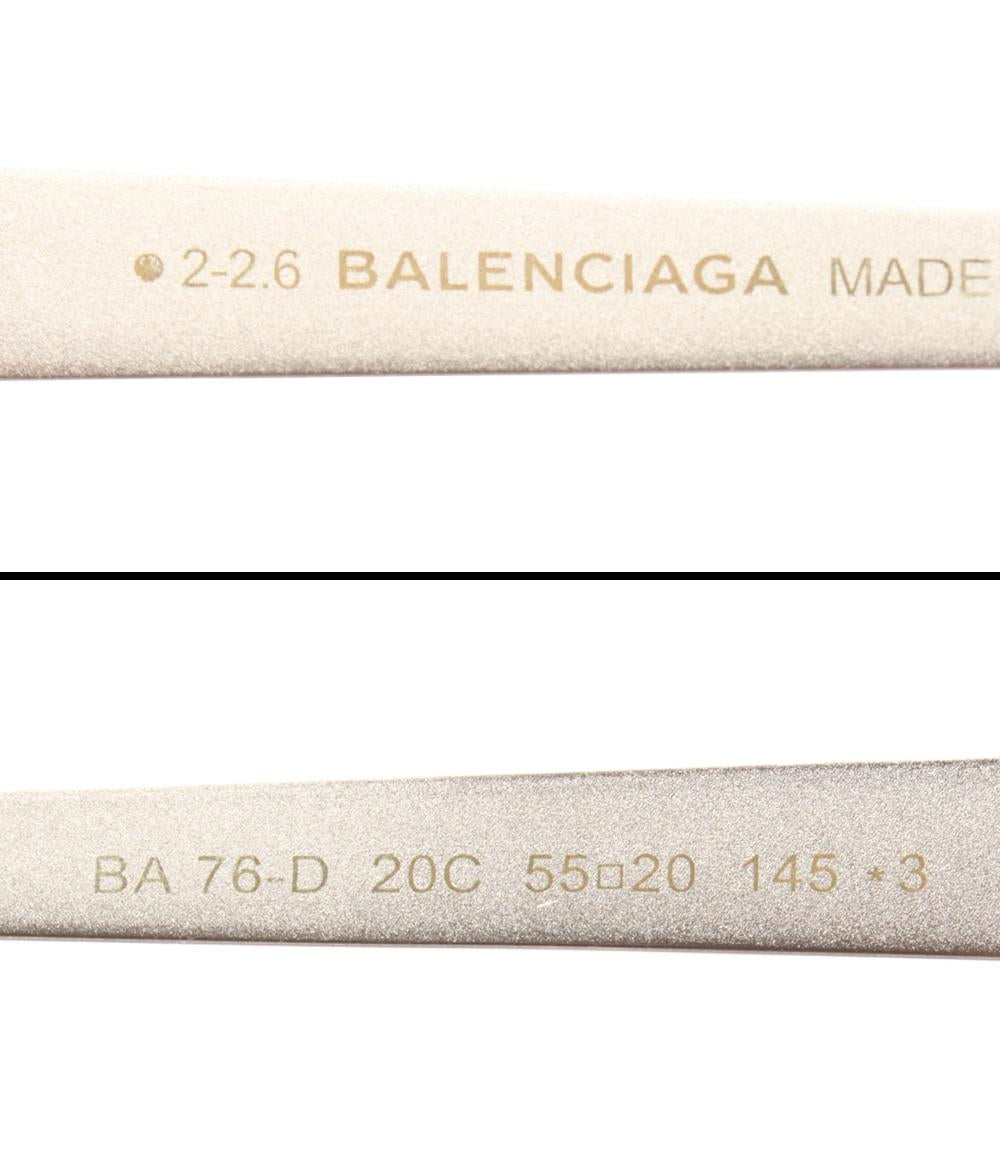 2-2.6 BALENCIAGA MADE
BA 76-D 20C 55□20 145 *3